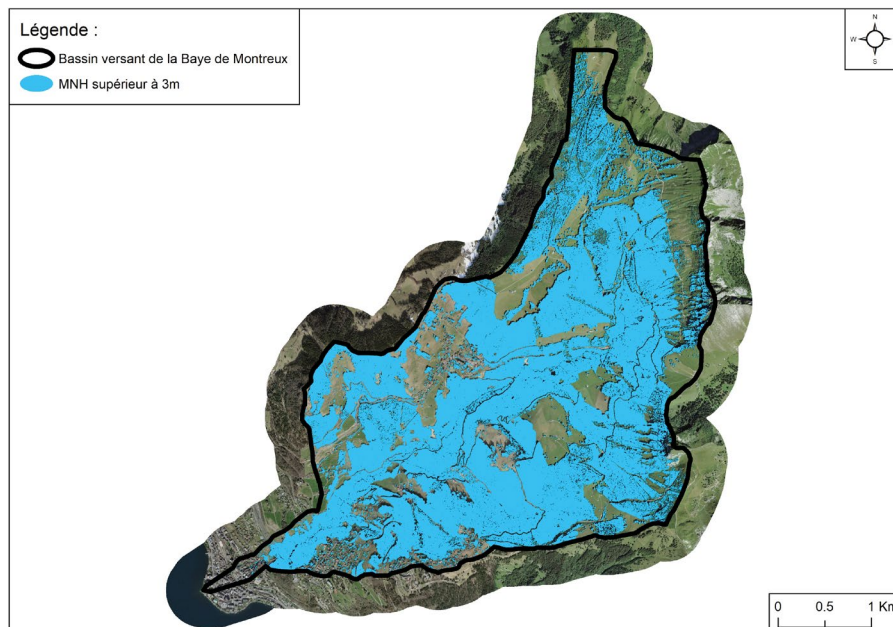 Légende :
Bassin versant de la Baye de Montreux
MNH supérieur à 3m
N
W
E
S
0 0.5 1 Km